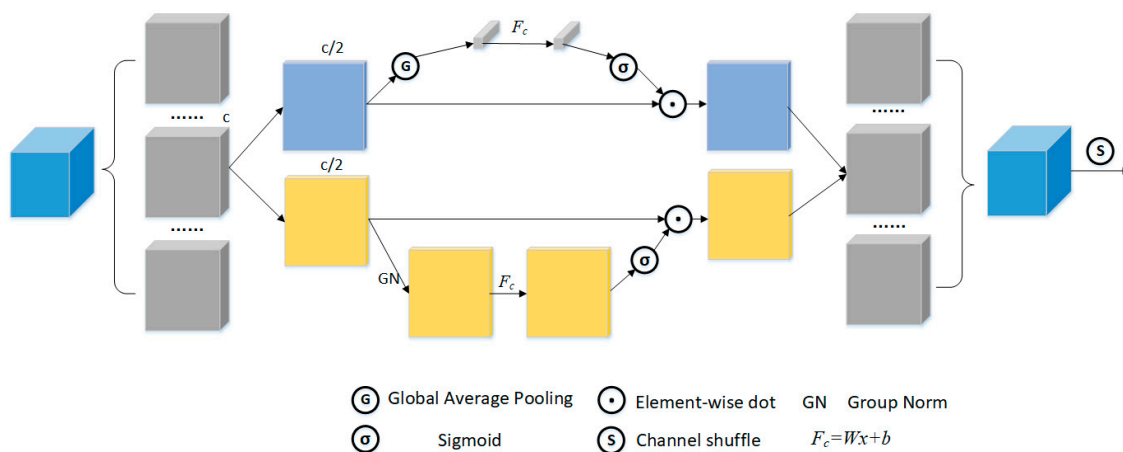 c/2
F_c
G
σ
······
c
······
S
c/2
σ
······
······
GN
F_c
G Global Average Pooling
Element-wise dot
GN Group Norm
σ Sigmoid
S Channel shuffle
F_c=Wx+b